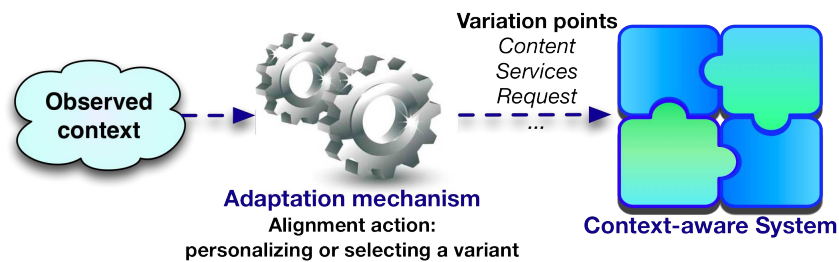 Observed
context
Adaptation mechanism
Alignment action:
personalizing or selecting a variant
Variation points
Content
Services
Request
...
Context-aware System